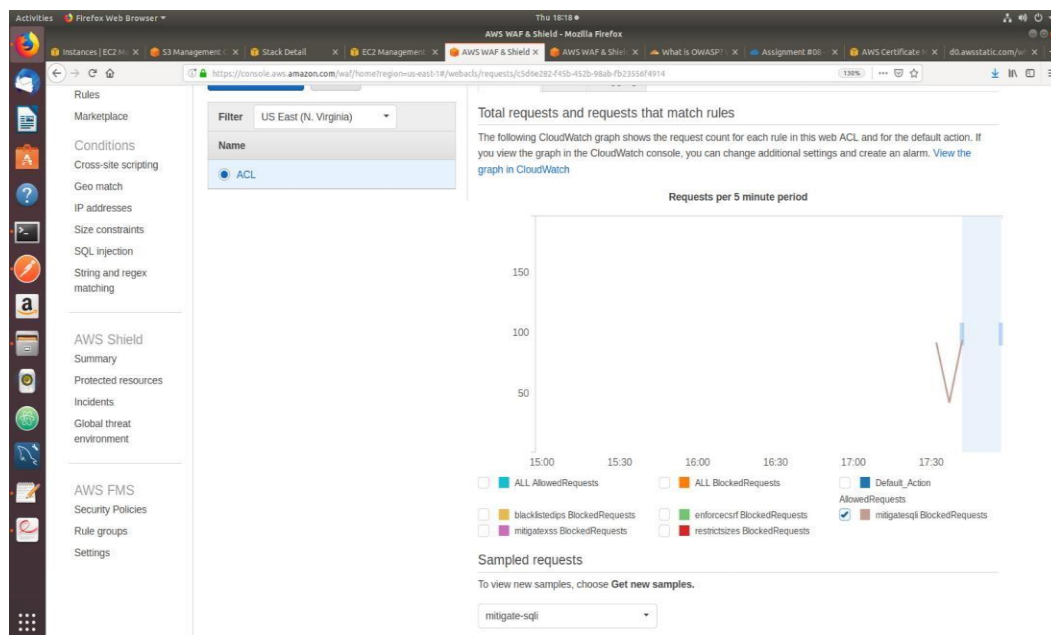 Activities
Firefox Web Browser
Thu 18:18
AWS WAF & Shield - Mozilla Firefox
Instances | EC2 M
S3 Management C
Stack Detail
EC2 Management
AWS WAF & Shield
AWS WAF & Shiel
What is OWASP?
Assignment #08
AWS Certificate
d0.awsstatic.com/w
https://console.aws.amazon.com/waf/home?region=us-east-1#/webacls/requests/c5d6e282-f45b-452b-98ab-fb23556f4914
130%
Rules
Marketplace
Conditions
Cross-site scripting
Geo match
IP addresses
Size constraints
SQL injection
String and regex
matching
AWS Shield
Summary
Protected resources
Incidents
Global threat
environment
AWS FMS
Security Policies
Rule groups
Settings
Filter US East (N. Virginia)
Name
ACL
Total requests and requests that match rules
The following CloudWatch graph shows the request count for each rule in this web ACL and for the default action. If
you view the graph in the CloudWatch console, you can change additional settings and create an alarm. View the
graph in CloudWatch
Requests per 5 minute period
150
100
50
15:00 15:30 16:00 16:30 17:00 17:30
ALL AllowedRequests
ALL BlockedRequests
Default_Action
AllowedRequests
blacklistedips BlockedRequests
enforcecsrf BlockedRequests
mitigatesqli BlockedRequests
mitigatexss BlockedRequests
restrictsizes BlockedRequests
Sampled requests
To view new samples, choose Get new samples.
mitigate-sqli